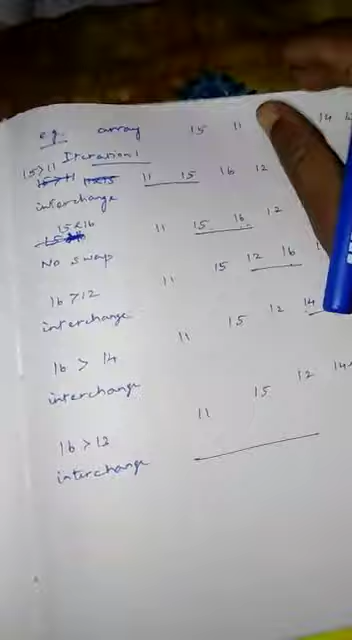 e.g. array 15 11 14
15 > 11 Iteration 1
11 15 16 12
interchange
15 < 16 11 15 16 12
No swap
16 > 12 11 15 12 16
interchange
16 > 14 11 15 12 14
interchange
16 > 12 11 15 12 14
interchange